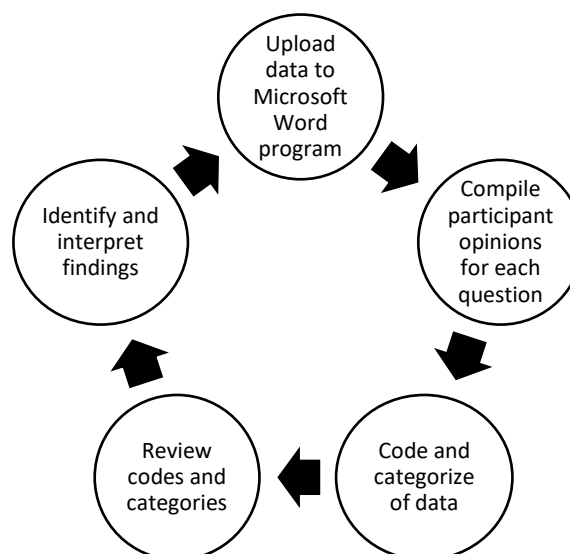 Upload
data to
Microsoft
Word
program
Compile
participant
opinions
for each
question
Code and
categorize
of data
Review
codes and
categories
Identify and
interpret
findings